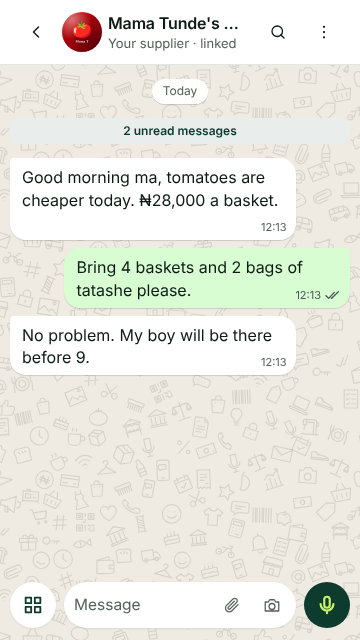 Mama Tunde's ...
Your supplier · linked
Today
2 unread messages
Good morning ma, tomatoes are
cheaper today. ₦28,000 a basket.
12:13
Bring 4 baskets and 2 bags of
tatashe please.
12:13
No problem. My boy will be there
before 9.
12:13
Message